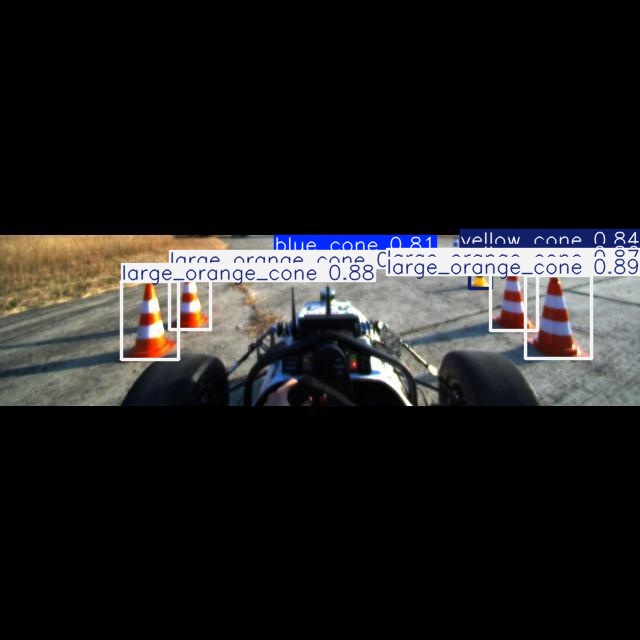 blue_cone 0.81
yellow_cone 0.84
large_orange_cone
0.87
large_orange_cone 0.88
large_orange_cone 0.89